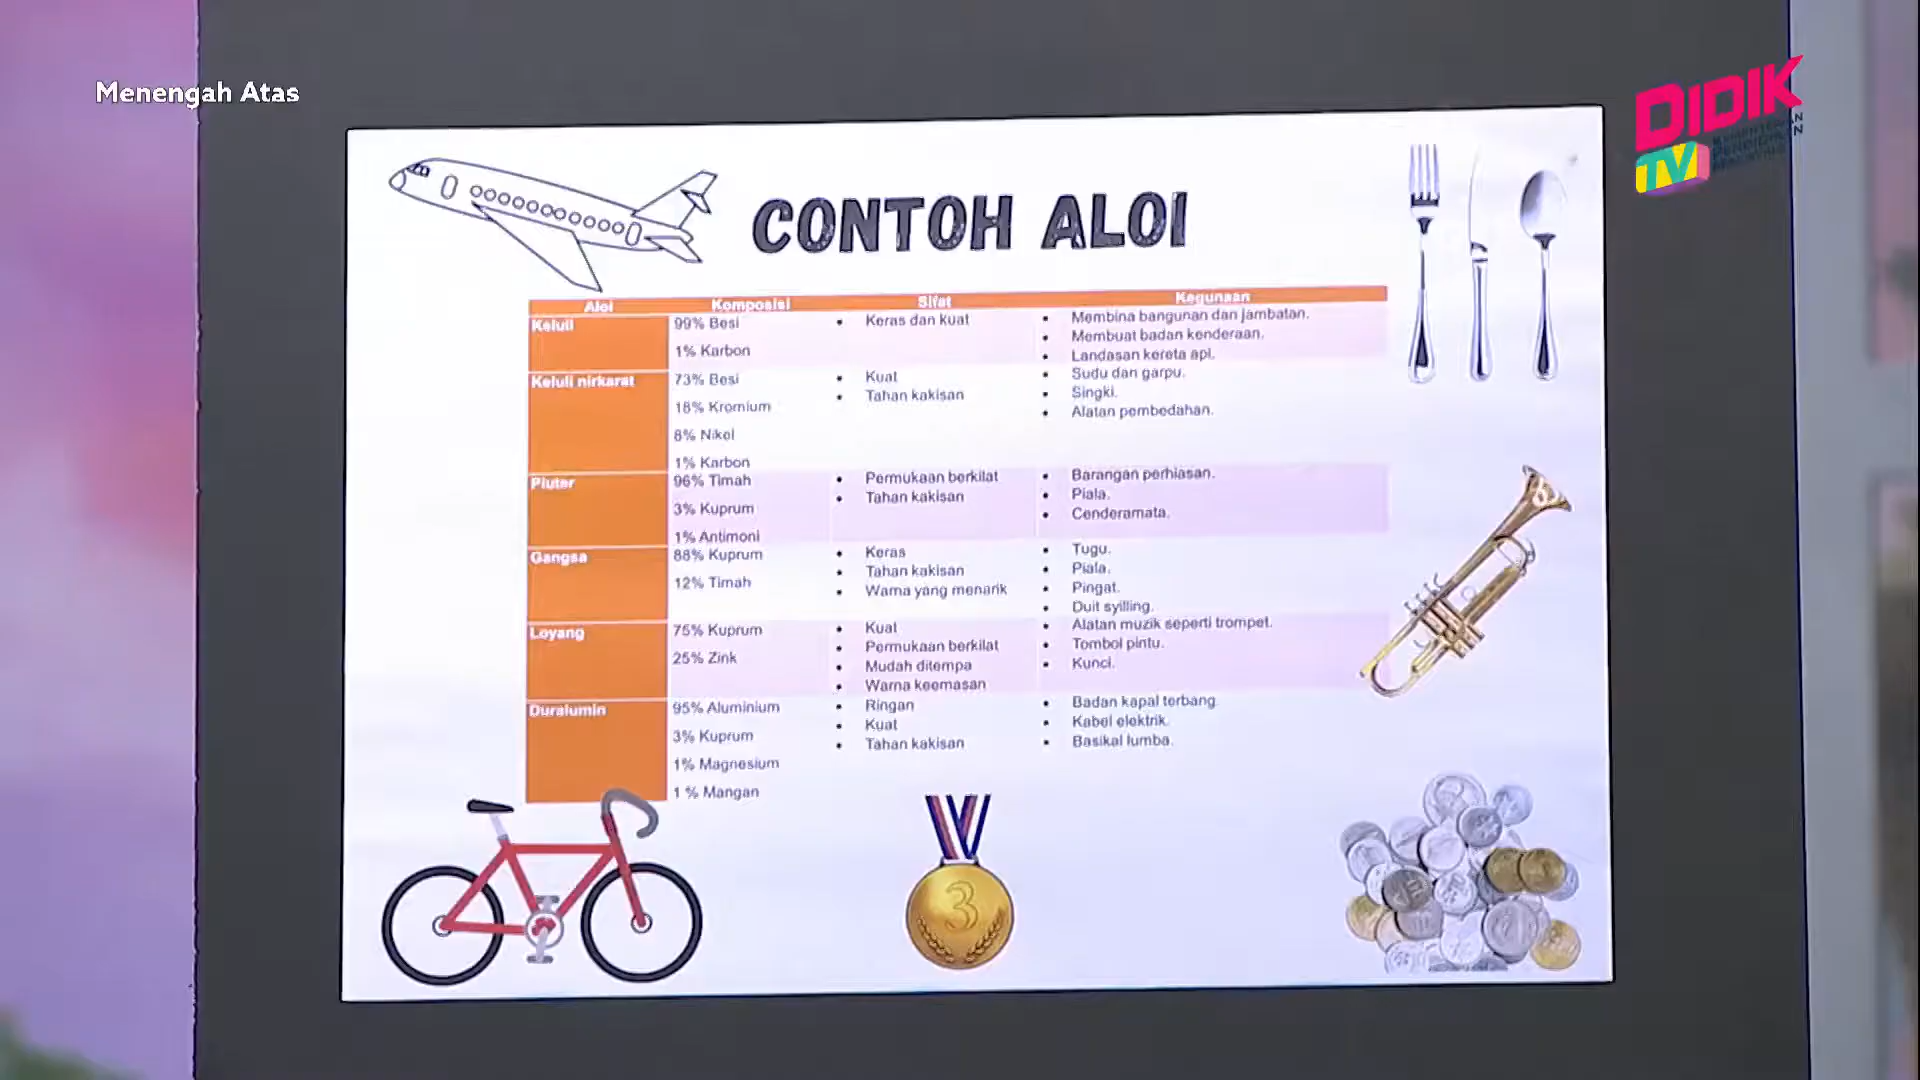 Menengah Atas
DIDIK
TV
CONTOH ALOI
Aloi Komposisi Sifat Kegunaan
Keluli
99% Besi
1% Karbon
• Keras dan kuat
• Membina bangunan dan jambatan.
• Membuat badan kenderaan.
• Landasan kereta api.
Keluli nirkarat
73% Besi
18% Kromium
8% Nikel
1% Karbon
• Kuat
• Tahan kakisan
• Sudu dan garpu.
• Singki.
• Alatan pembedahan.
Piuter
96% Timah
3% Kuprum
1% Antimoni
• Permukaan berkilat
• Tahan kakisan
• Barangan perhiasan.
• Piala.
• Cenderamata.
Gangsa
88% Kuprum
12% Timah
• Keras
• Tahan kakisan
• Warna yang menarik
• Tugu.
• Piala.
• Pingat.
• Duit syiling.
Loyang
75% Kuprum
25% Zink
• Kuat
• Permukaan berkilat
• Mudah ditempa
• Warna keemasan
• Alatan muzik seperti trompet.
• Tombol pintu.
• Kunci.
Duralumin
95% Aluminium
3% Kuprum
1% Magnesium
1 % Mangan
• Ringan
• Kuat
• Tahan kakisan
• Badan kapal terbang.
• Kabel elektrik.
• Basikal lumba.
3